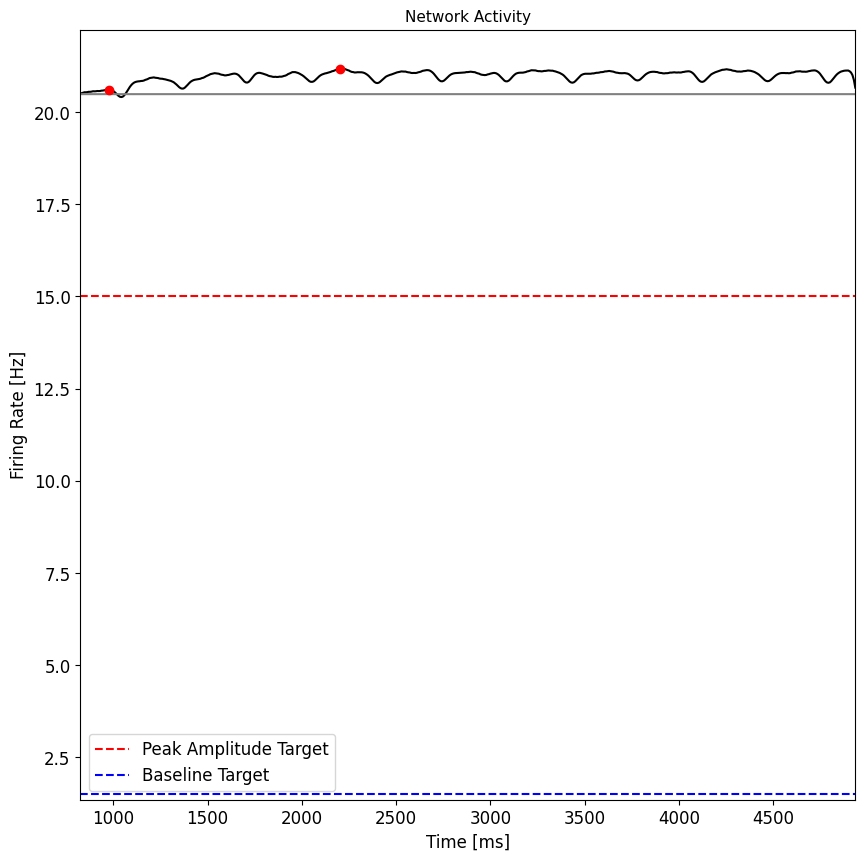 Network Activity
20.0
17.5
15.0
12.5
10.0
7.5
5.0
2.5
Firing Rate [Hz]
Peak Amplitude Target
Baseline Target
1000 1500 2000 2500 3000 3500 4000 4500
Time [ms]